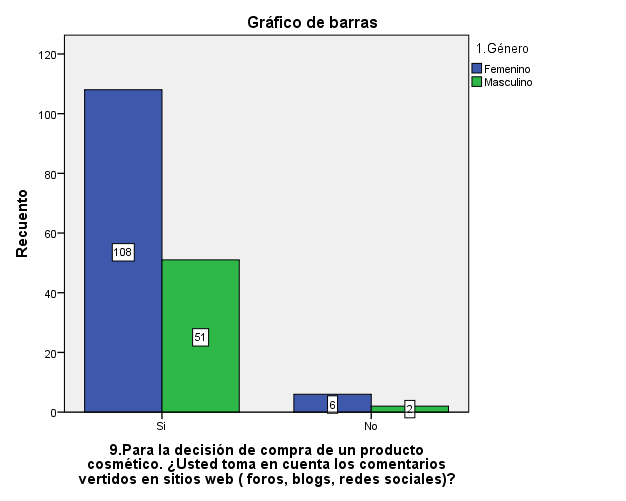 Gráfico de barras
1.Género
Femenino
Masculino
Recuento
120
100
80
60
40
20
0
108
51
6
2
Si
No
9.Para la decisión de compra de un producto
cosmético. ¿Usted toma en cuenta los comentarios
vertidos en sitios web ( foros, blogs, redes sociales)?